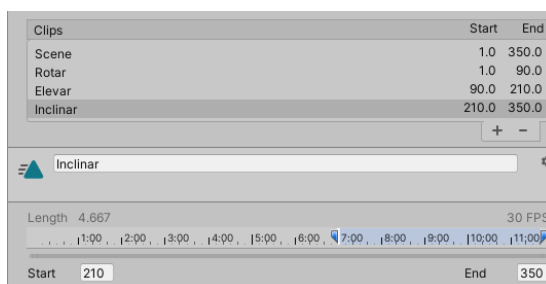 Clips Start End
Scene 1.0 350.0
Rotar 1.0 90.0
Elevar 90.0 210.0
Inclinar 210.0 350.0
+ −
Inclinar
Length 4.667 30 FPS
1:00 2:00 3:00 4:00 5:00 6:00 7:00 8:00 9:00 10:00 11:00
Start 210 End 350